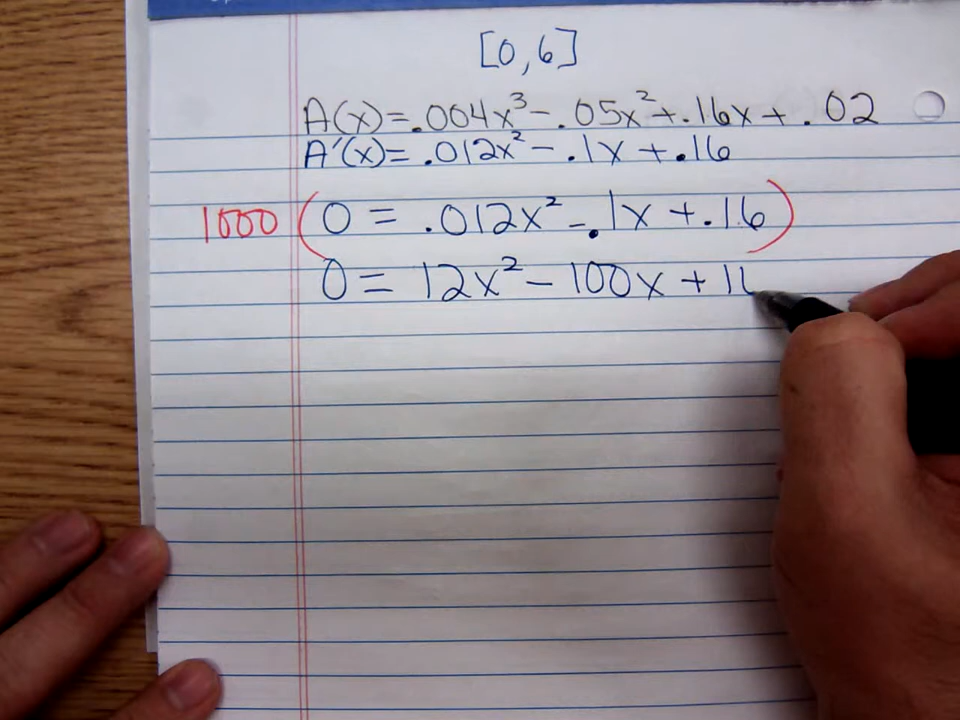 [0,6]
A(x)=.004x³-.05x²+.16x+.02
A'(x)=.012x²-.1x+.16
1000(0=.012x²-.1x+.16)
0=12x²-100x+1